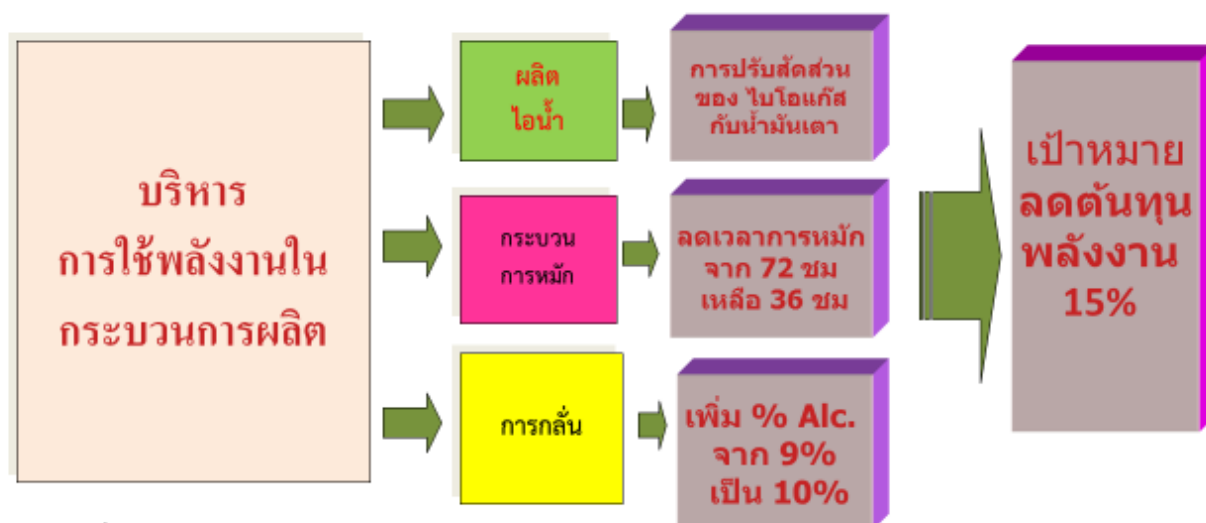 บริหาร
การใช้พลังงานใน
กระบวนการผลิต
ผลิต
ไอน้ำ
การปรับสัดส่วน
ของ ไบโอแก๊ส
กับน้ำมันเตา
กระบวน
การหมัก
ลดเวลาการหมัก
จาก 72 ชม
เหลือ 36 ชม
การกลั่น
เพิ่ม % Alc.
จาก 9%
เป็น 10%
เป้าหมาย
ลดต้นทุน
พลังงาน
15%